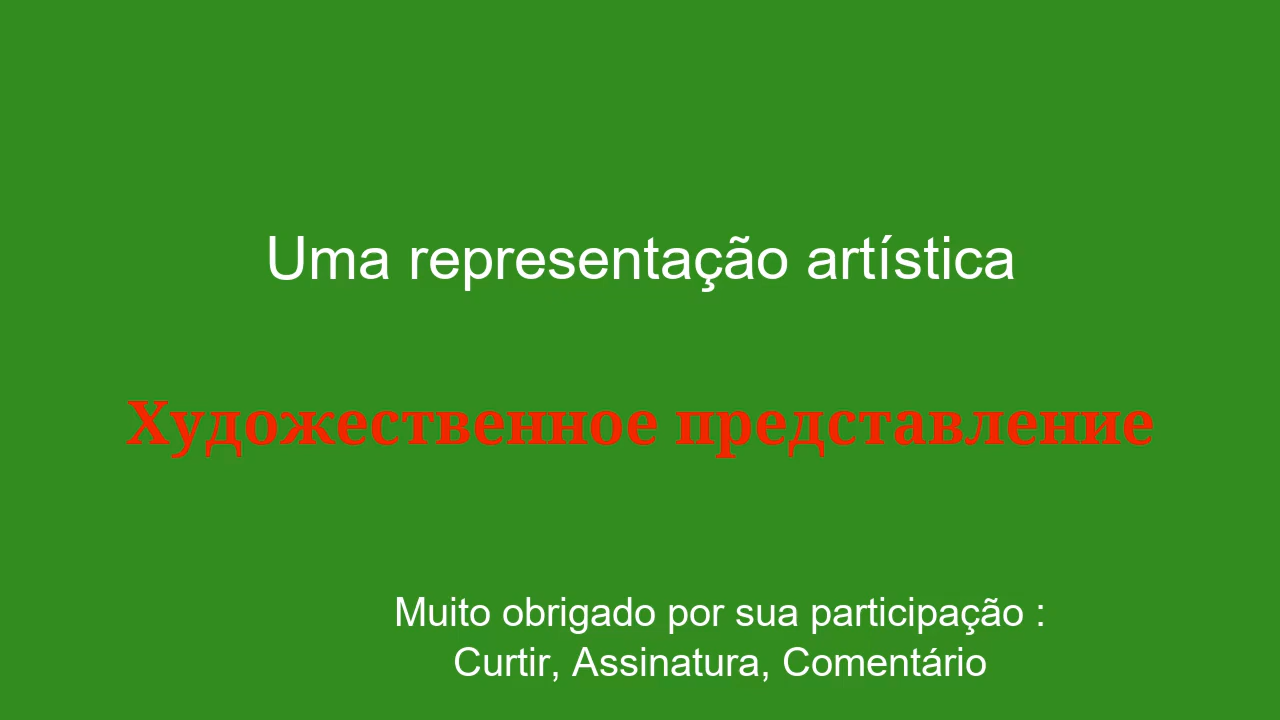 Uma representação artística
Художественное представление
Muito obrigado por sua participação :
Curtir, Assinatura, Comentário